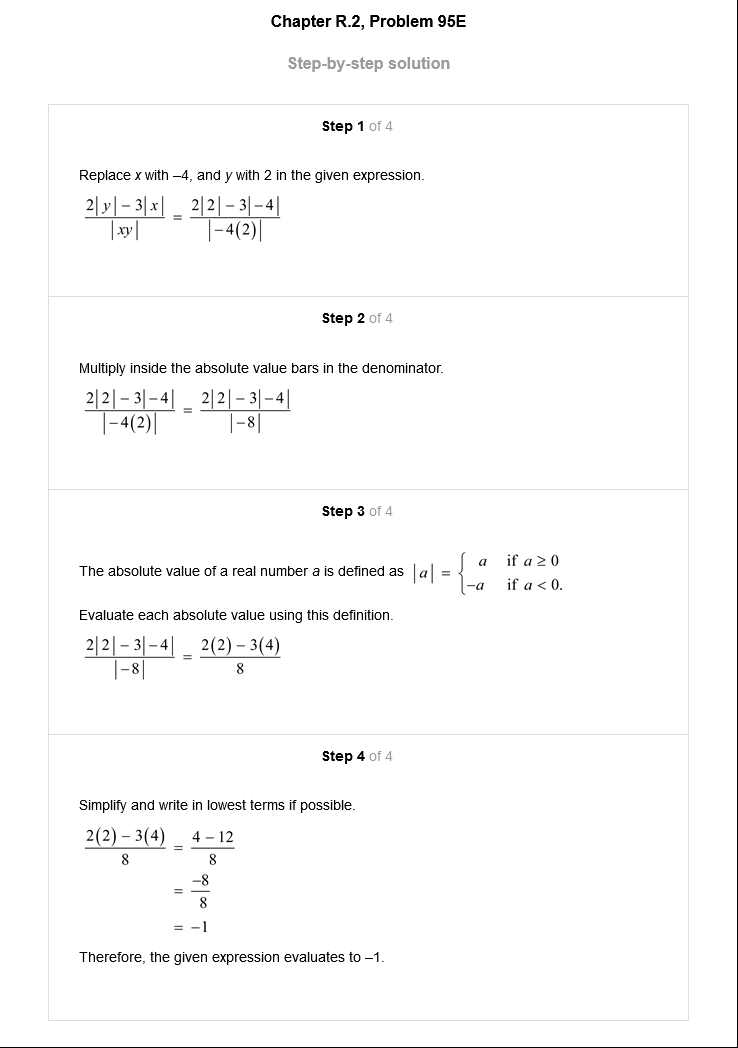 Chapter R.2, Problem 95E
Step-by-step solution
Step 1 of 4
Replace x with –4, and y with 2 in the given expression.
\frac{2|y| - 3|x|}{|xy|} = \frac{2|2| - 3|-4|}{|-4(2)|}
Step 2 of 4
Multiply inside the absolute value bars in the denominator.
\frac{2|2| - 3|-4|}{|-4(2)|} = \frac{2|2| - 3|-4|}{|-8|}
Step 3 of 4
The absolute value of a real number a is defined as |a| = \begin{cases} a & \text{if } a \geq 0 \\ -a & \text{if } a < 0. \end{cases}
Evaluate each absolute value using this definition.
\frac{2|2| - 3|-4|}{|-8|} = \frac{2(2) - 3(4)}{8}
Step 4 of 4
Simplify and write in lowest terms if possible.
\frac{2(2) - 3(4)}{8} = \frac{4 - 12}{8}
= \frac{-8}{8}
= -1
Therefore, the given expression evaluates to –1.